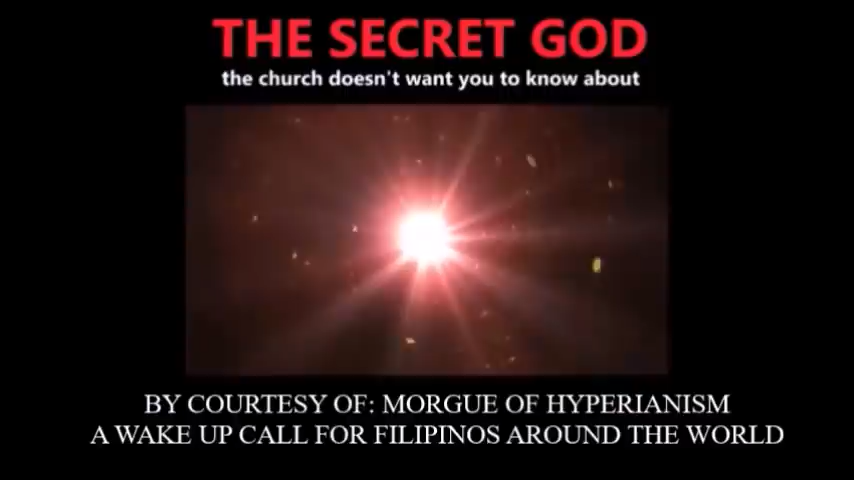 THE SECRET GOD
the church doesn't want you to know about
BY COURTESY OF: MORGUE OF HYPERIANISM
A WAKE UP CALL FOR FILIPINOS AROUND THE WORLD